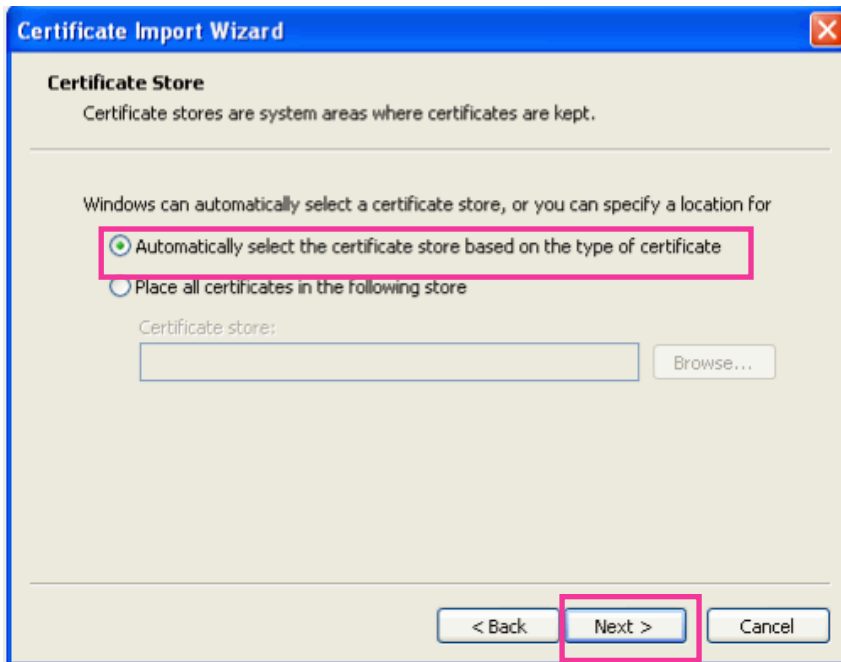 Certificate Import Wizard
Certificate Store
Certificate stores are system areas where certificates are kept.
Windows can automatically select a certificate store, or you can specify a location for
Automatically select the certificate store based on the type of certificate
Place all certificates in the following store
Certificate store:
Browse...
< Back
Next >
Cancel